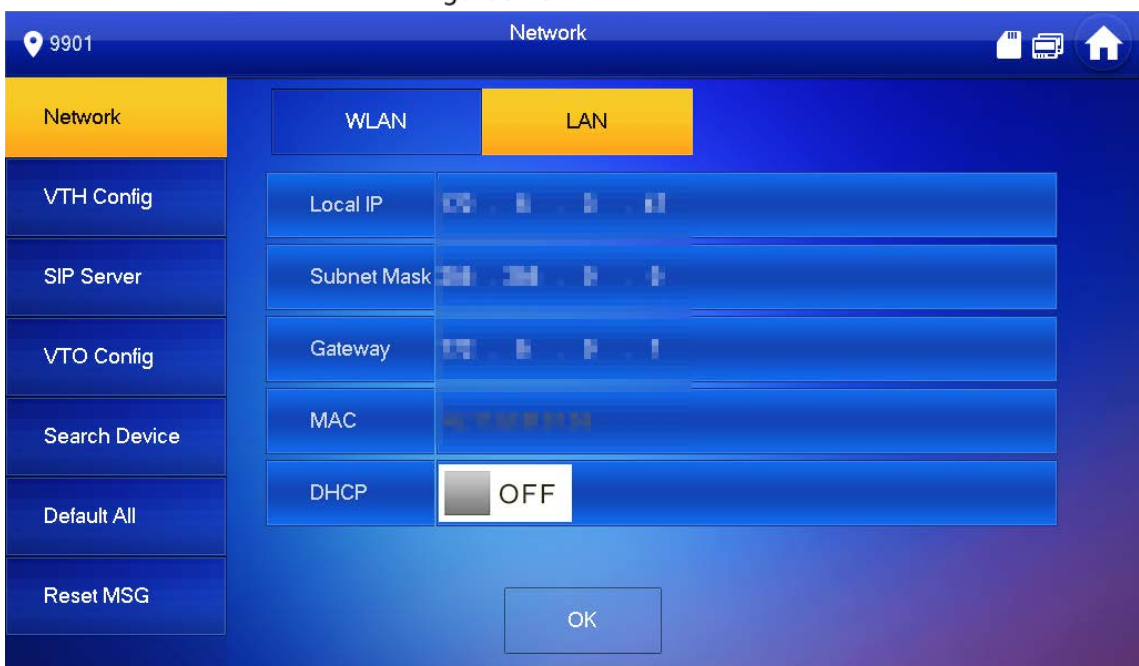 9901
Network
Network
WLAN
LAN
VTH Config
Local IP
SIP Server
Subnet Mask
VTO Config
Gateway
Search Device
MAC
Default All
DHCP
OFF
Reset MSG
OK